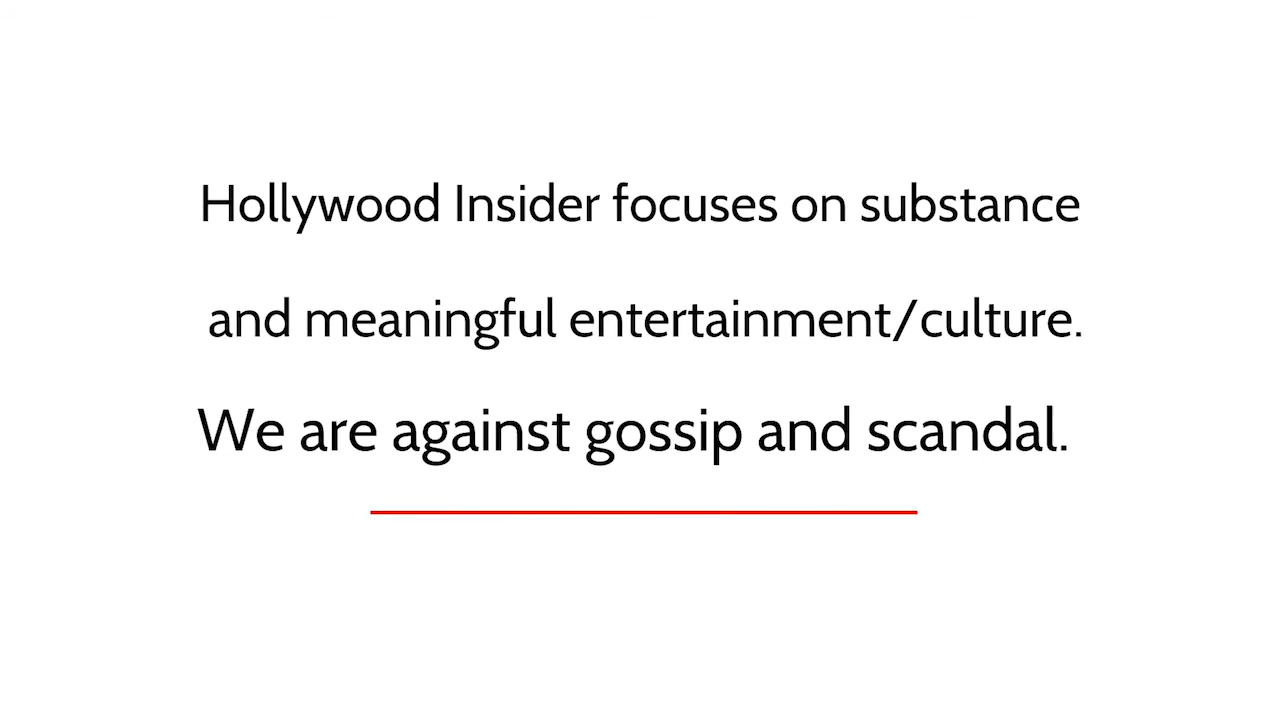 Hollywood Insider focuses on substance
and meaningful entertainment/culture.
We are against gossip and scandal.